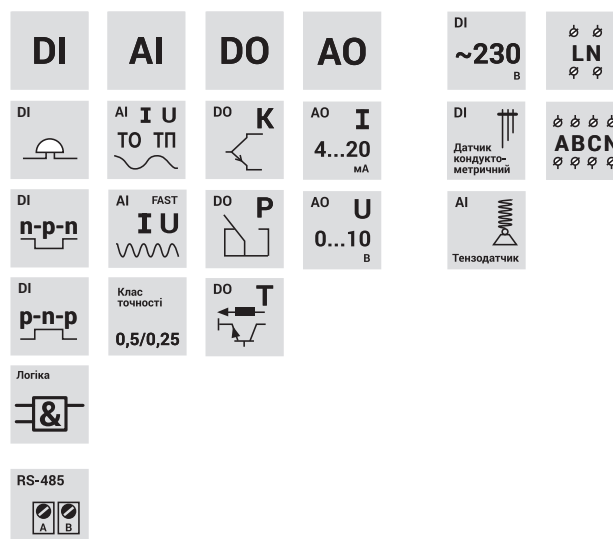 DI
AI
DO
AO
DI
~230
В
LN
DI
AI I U
ТО ТП
DO К
AO I
4...20
мА
DI
Датчик
кондукто-
метричний
ABCN
DI
n-p-n
AI FAST
I U
DO Р
AO U
0...10
В
AI
Тензодатчик
DI
p-n-p
Клас
точності
0,5/0,25
DO Т
Логіка
&
RS-485
A B